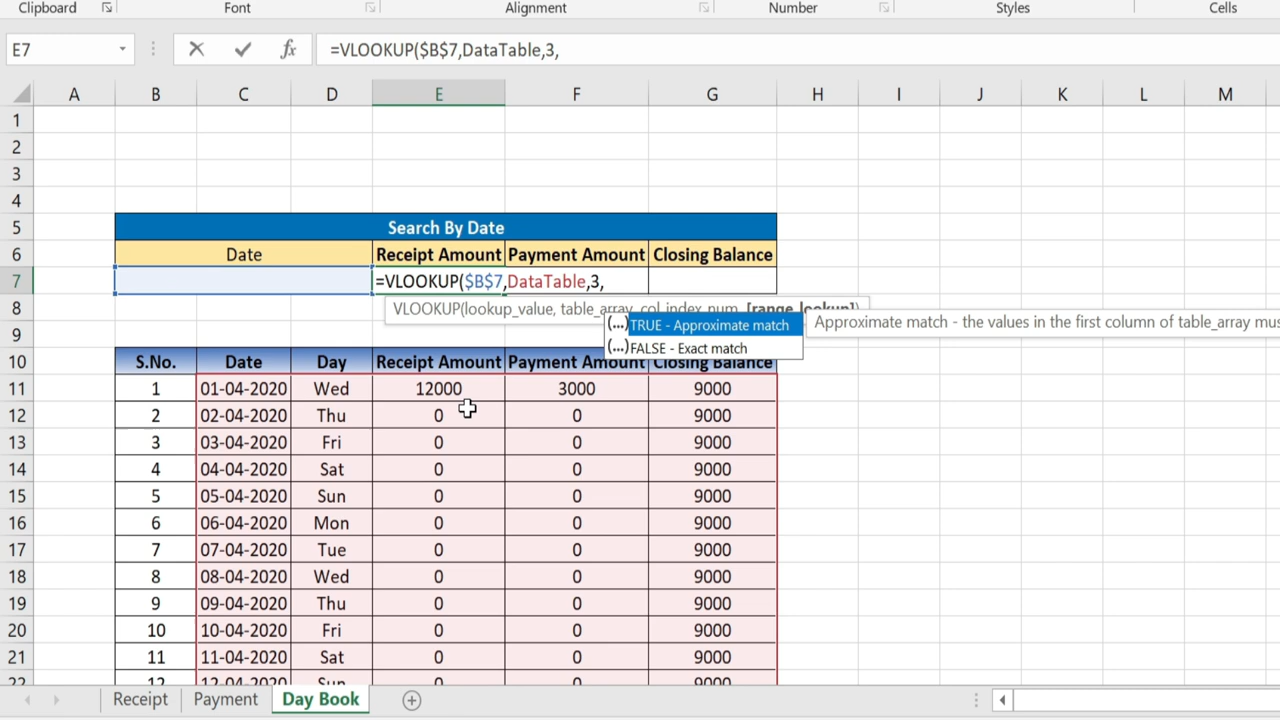 Clipboard Font Alignment Number Styles Cells
E7 fx =VLOOKUP($B$7,DataTable,3,
A B C D E F G H I J K L M
1
2
3
4
5 Search By Date
6 Date Receipt Amount Payment Amount Closing Balance
7 =VLOOKUP($B$7,DataTable,3,
8 VLOOKUP(lookup_value, table_array, col_index_num, [range_lookup])
(...) TRUE - Approximate match Approximate match - the values in the first column of table_array mus
9
(...) FALSE - Exact match
10 S.No. Date Day Receipt Amount Payment Amount Closing Balance
11 1 01-04-2020 Wed 12000 3000 9000
12 2 02-04-2020 Thu 0 0 9000
13 3 03-04-2020 Fri 0 0 9000
14 4 04-04-2020 Sat 0 0 9000
15 5 05-04-2020 Sun 0 0 9000
16 6 06-04-2020 Mon 0 0 9000
17 7 07-04-2020 Tue 0 0 9000
18 8 08-04-2020 Wed 0 0 9000
19 9 09-04-2020 Thu 0 0 9000
20 10 10-04-2020 Fri 0 0 9000
21 11 11-04-2020 Sat 0 0 9000
22 12 12-04-2020 Sun 0 0 9000
Receipt Payment Day Book